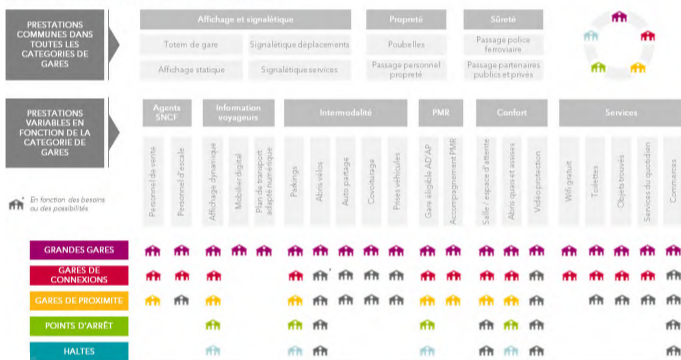 PRESTATIONS
COMMUNES DANS
TOUTES LES
CATEGORIES DE
GARES
Affichage et signalétique
Propreté
Sûreté
Totem de gare
Signalétique déplacements
Poubelles
Passage police
ferroviaire
Affichage statique
Signalétique services
Passage personnel
propreté
Passage partenaires
publics et privés
PRESTATIONS
VARIABLES EN
FONCTION DE LA
CATEGORIE DE
GARES
Agents
SNCF
Information
voyageurs
Intermodalité
PMR
Confort
Services
Personnel de vente
Personnel d'escale
Affichage dynamique
Mobilier digital
Plan de transport
adapté numérique
Parkings
Abris vélos
Auto partage
Covoiturage
Prises véhicules
Gare éligible AD'AP
Accompagnement PMR
Salle / espace d'attente
Abris quais et assises
Vidéo protection
Wifi gratuit
Toilettes
Objets trouvés
Services du quotidien
Commerces
* En fonction des besoins
ou des possibilités
GRANDES GARES
GARES DE
CONNEXIONS
*
GARES DE PROXIMITE
POINTS D'ARRÊT
HALTES